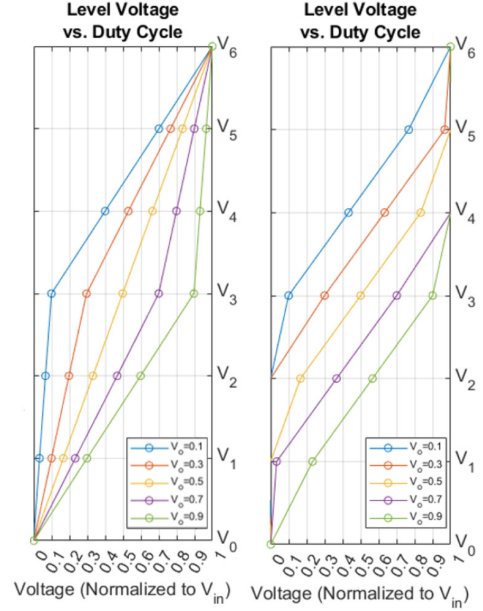 Level Voltage
vs. Duty Cycle
V6
V5
V4
V3
V2
V1
V0
Vo=0.1
Vo=0.3
Vo=0.5
Vo=0.7
Vo=0.9
0 0.1 0.2 0.3 0.4 0.5 0.6 0.7 0.8 0.9 1
Voltage (Normalized to Vin)
Level Voltage
vs. Duty Cycle
V6
V5
V4
V3
V2
V1
V0
Vo=0.1
Vo=0.3
Vo=0.5
Vo=0.7
Vo=0.9
0 0.1 0.2 0.3 0.4 0.5 0.6 0.7 0.8 0.9 1
Voltage (Normalized to Vin)